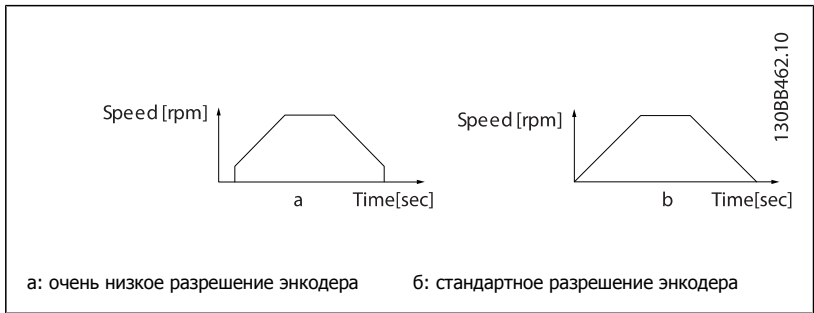 130BB462.10
Speed [rpm]
a
Time[sec]
Speed [rpm]
b
Time[sec]
а: очень низкое разрешение энкодера
б: стандартное разрешение энкодера